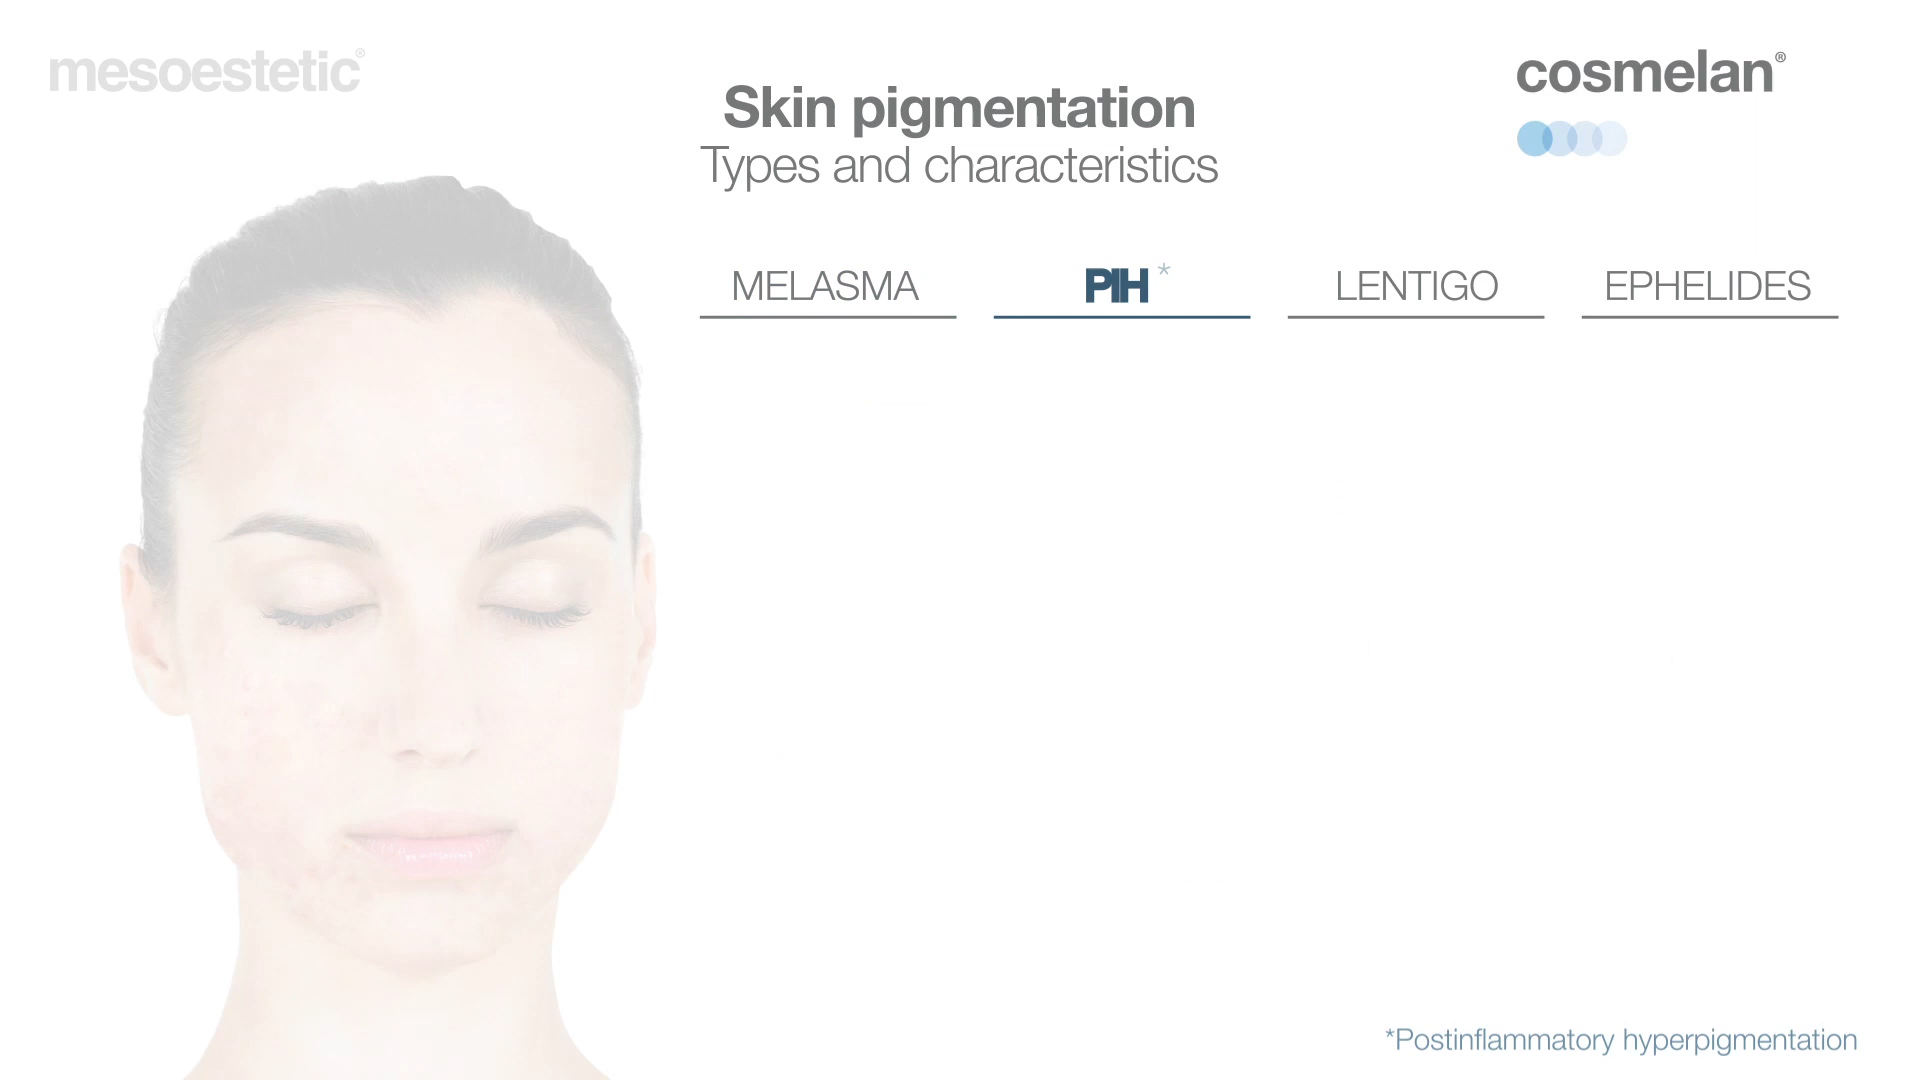 mesoestetic®
cosmelan®
Skin pigmentation
Types and characteristics
MELASMA
PIH*
LENTIGO
EPHELIDES
*Postinflammatory hyperpigmentation